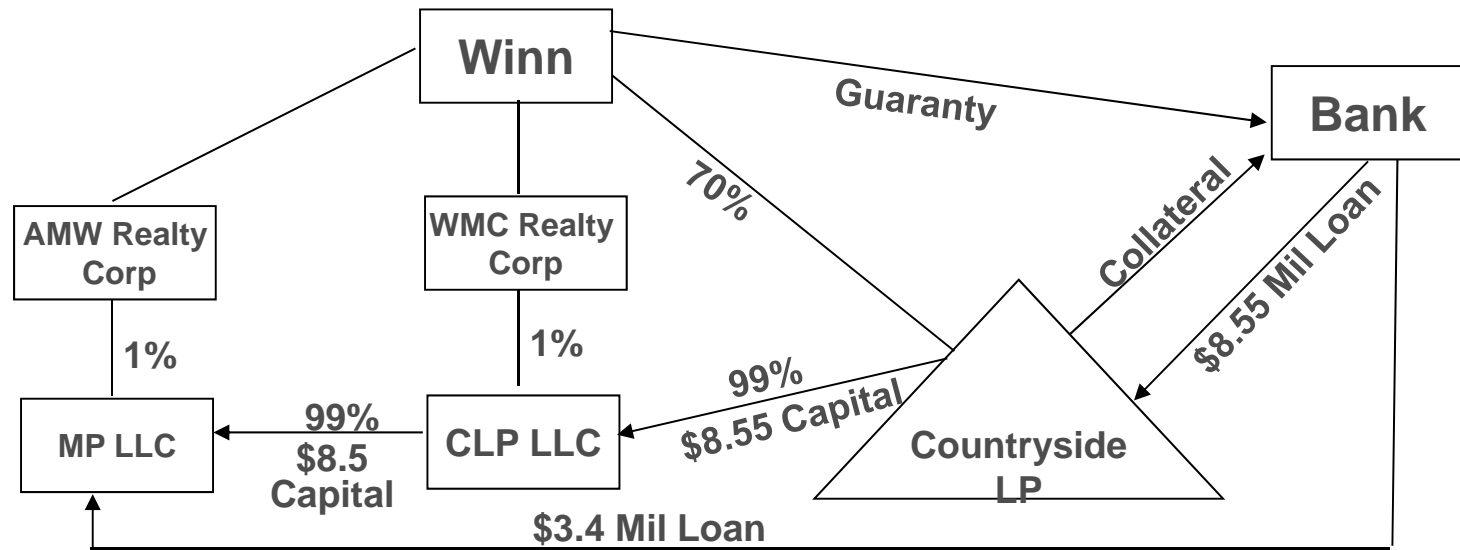 Winn
Guaranty
Bank
70%
Collateral
$8.55 Mil Loan
AMW Realty
Corp
WMC Realty
Corp
1%
1%
99%
$8.55 Capital
MP LLC
99%
$8.5
Capital
CLP LLC
Countryside
LP
$3.4 Mil Loan